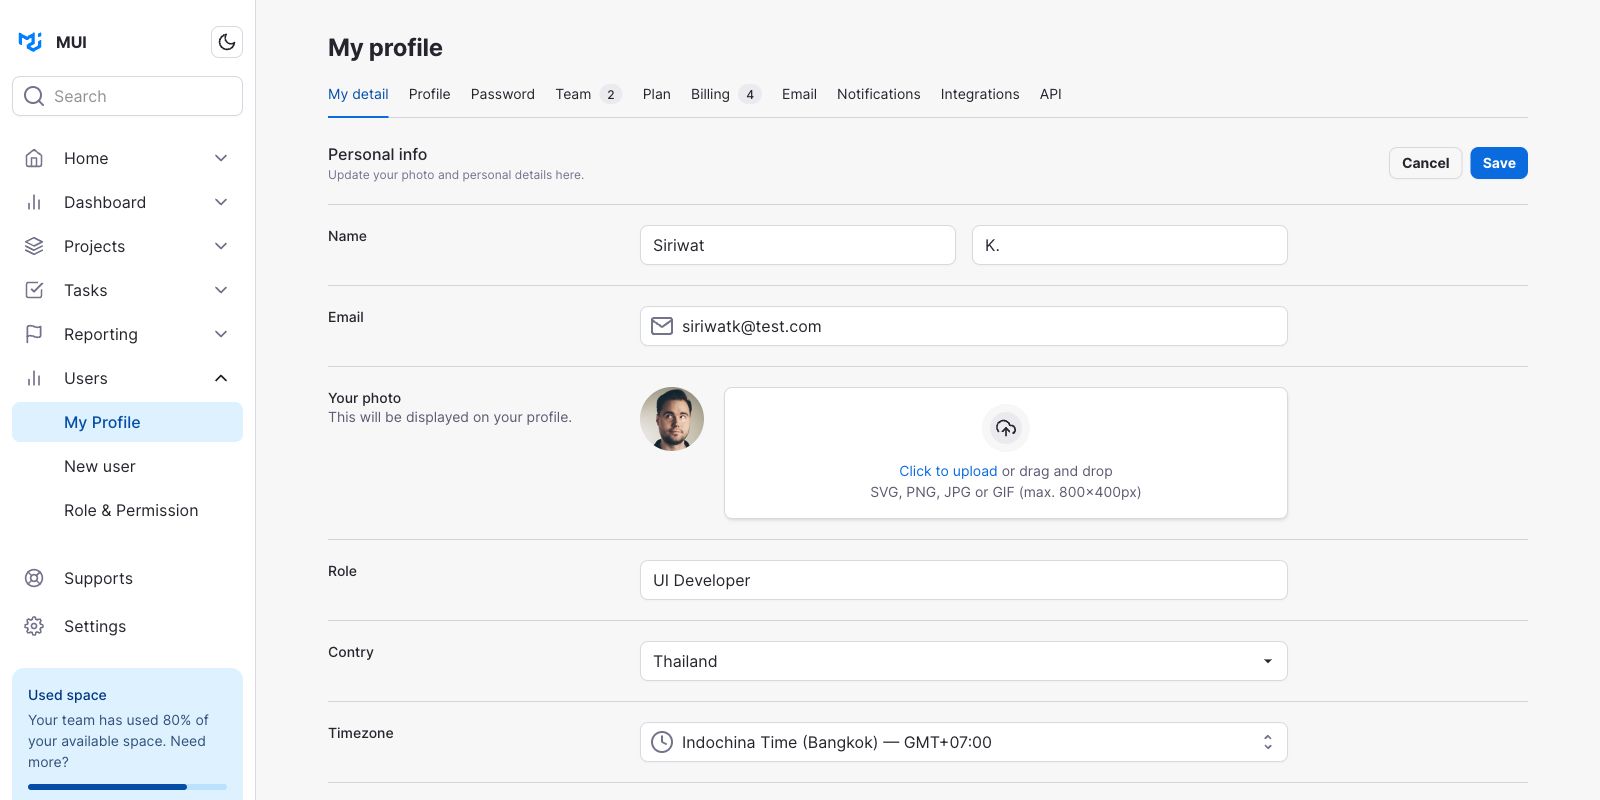 MUI
Search
Home
Dashboard
Projects
Tasks
Reporting
Users
My Profile
New user
Role & Permission
Supports
Settings
Used space
Your team has used 80% of
your available space. Need
more?
My profile
My detail Profile Password Team 2 Plan Billing 4 Email Notifications Integrations API
Personal info
Update your photo and personal details here.
Cancel Save
Name
Siriwat K.
Email
siriwatk@test.com
Your photo
This will be displayed on your profile.
Click to upload or drag and drop
SVG, PNG, JPG or GIF (max. 800×400px)
Role
UI Developer
Contry
Thailand
Timezone
Indochina Time (Bangkok) — GMT+07:00